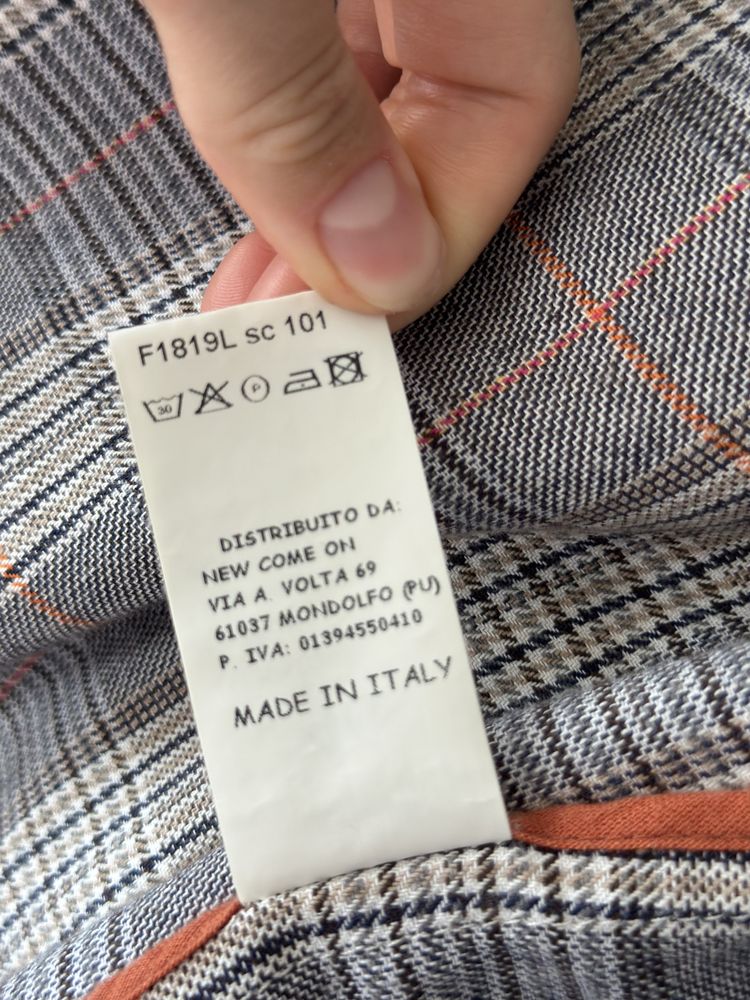 F1819L sc 101
30 P
DISTRIBUITO DA:
NEW COME ON
VIA A. VOLTA 69
61037 MONDOLFO (PU)
P. IVA: 01394550410
MADE IN ITALY